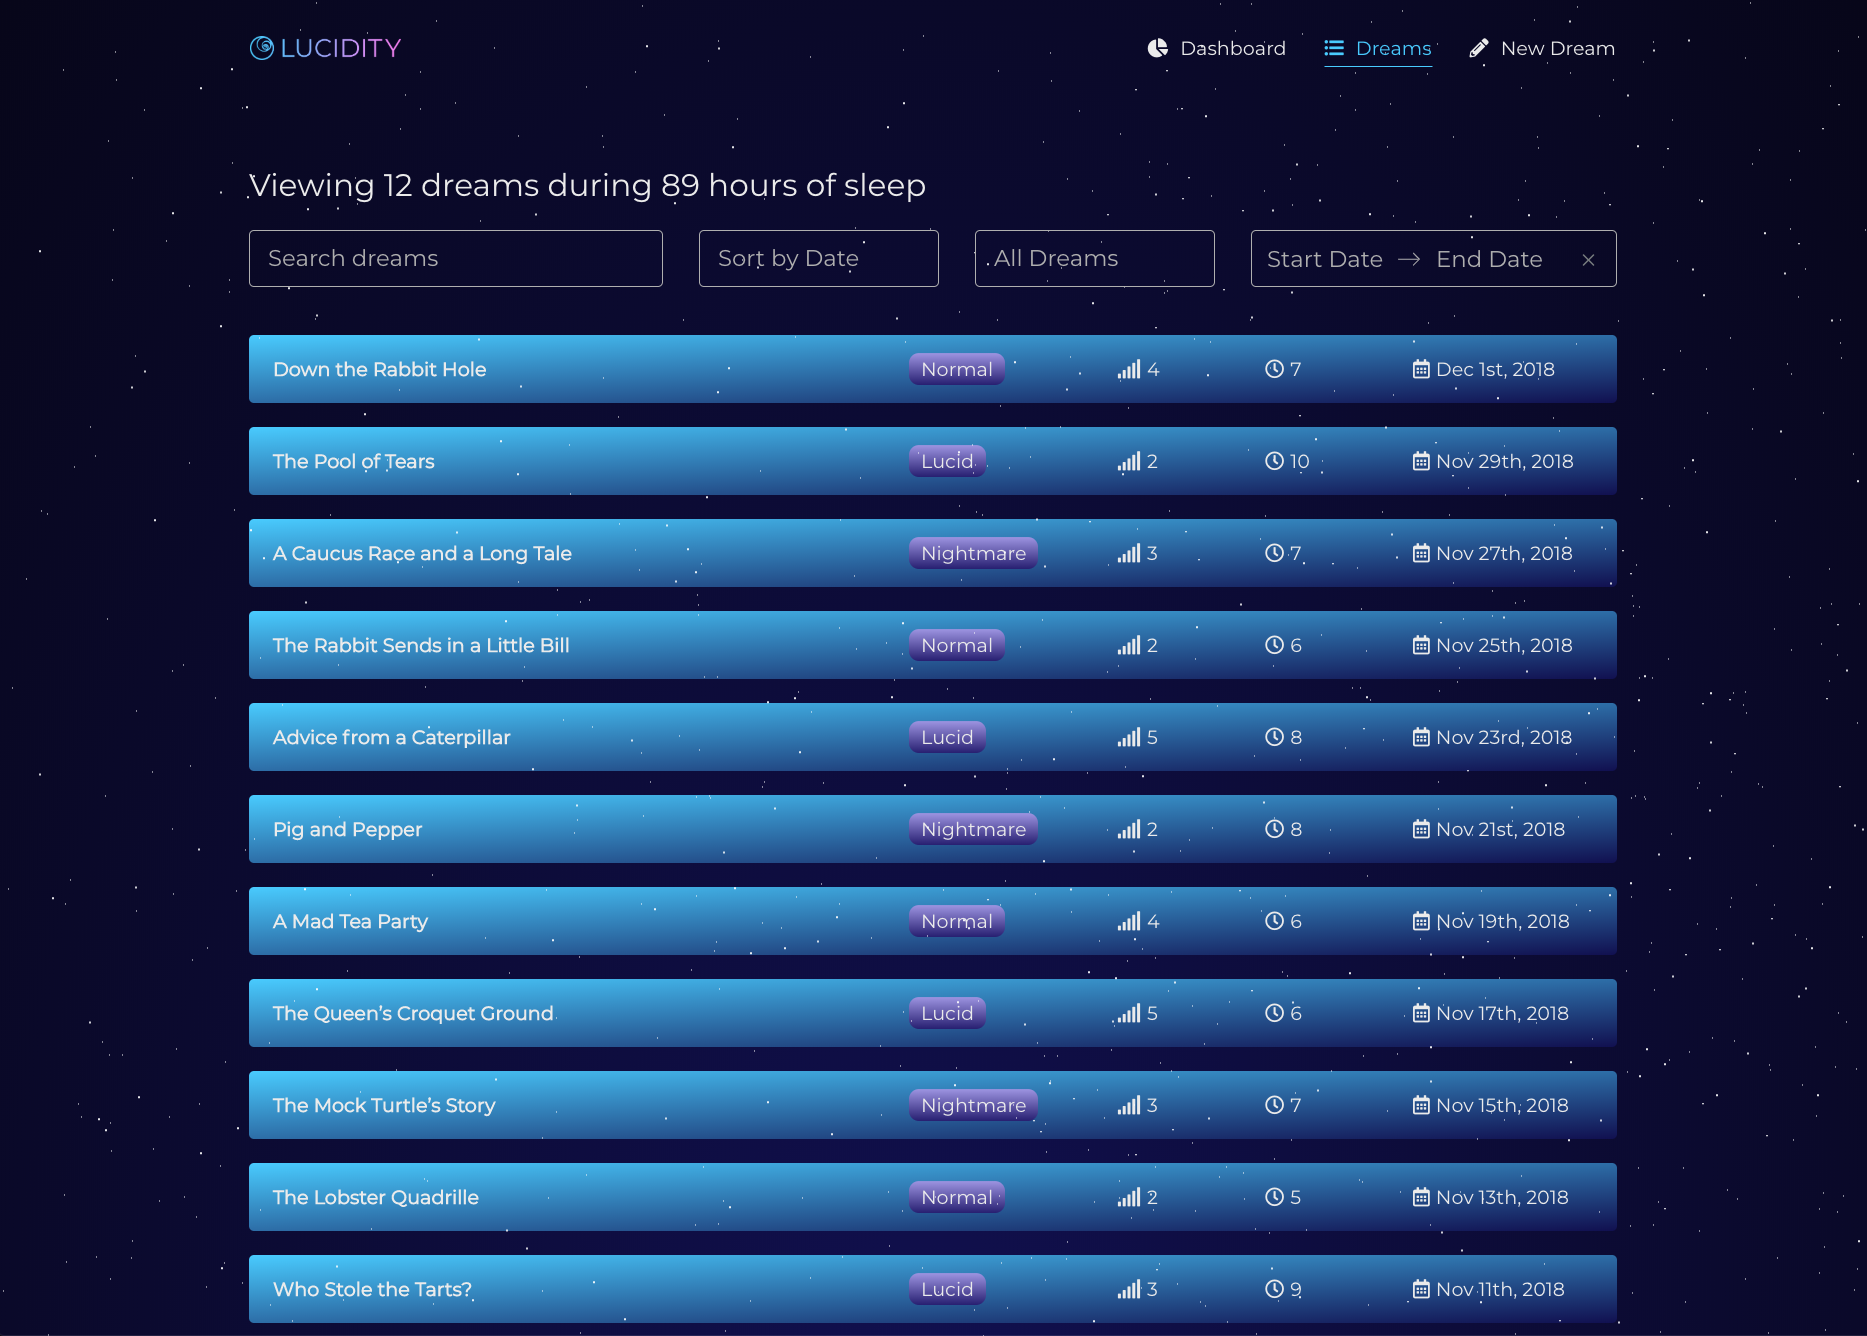 LUCIDITY Dashboard Dreams New Dream
Viewing 12 dreams during 89 hours of sleep
Search dreams Sort by Date All Dreams Start Date → End Date ×
Down the Rabbit Hole Normal 4 7 Dec 1st, 2018
The Pool of Tears Lucid 2 10 Nov 29th, 2018
A Caucus Race and a Long Tale Nightmare 3 7 Nov 27th, 2018
The Rabbit Sends in a Little Bill Normal 2 6 Nov 25th, 2018
Advice from a Caterpillar Lucid 5 8 Nov 23rd, 2018
Pig and Pepper Nightmare 2 8 Nov 21st, 2018
A Mad Tea Party Normal 4 6 Nov 19th, 2018
The Queen’s Croquet Ground Lucid 5 6 Nov 17th, 2018
The Mock Turtle’s Story Nightmare 3 7 Nov 15th, 2018
The Lobster Quadrille Normal 2 5 Nov 13th, 2018
Who Stole the Tarts? Lucid 3 9 Nov 11th, 2018